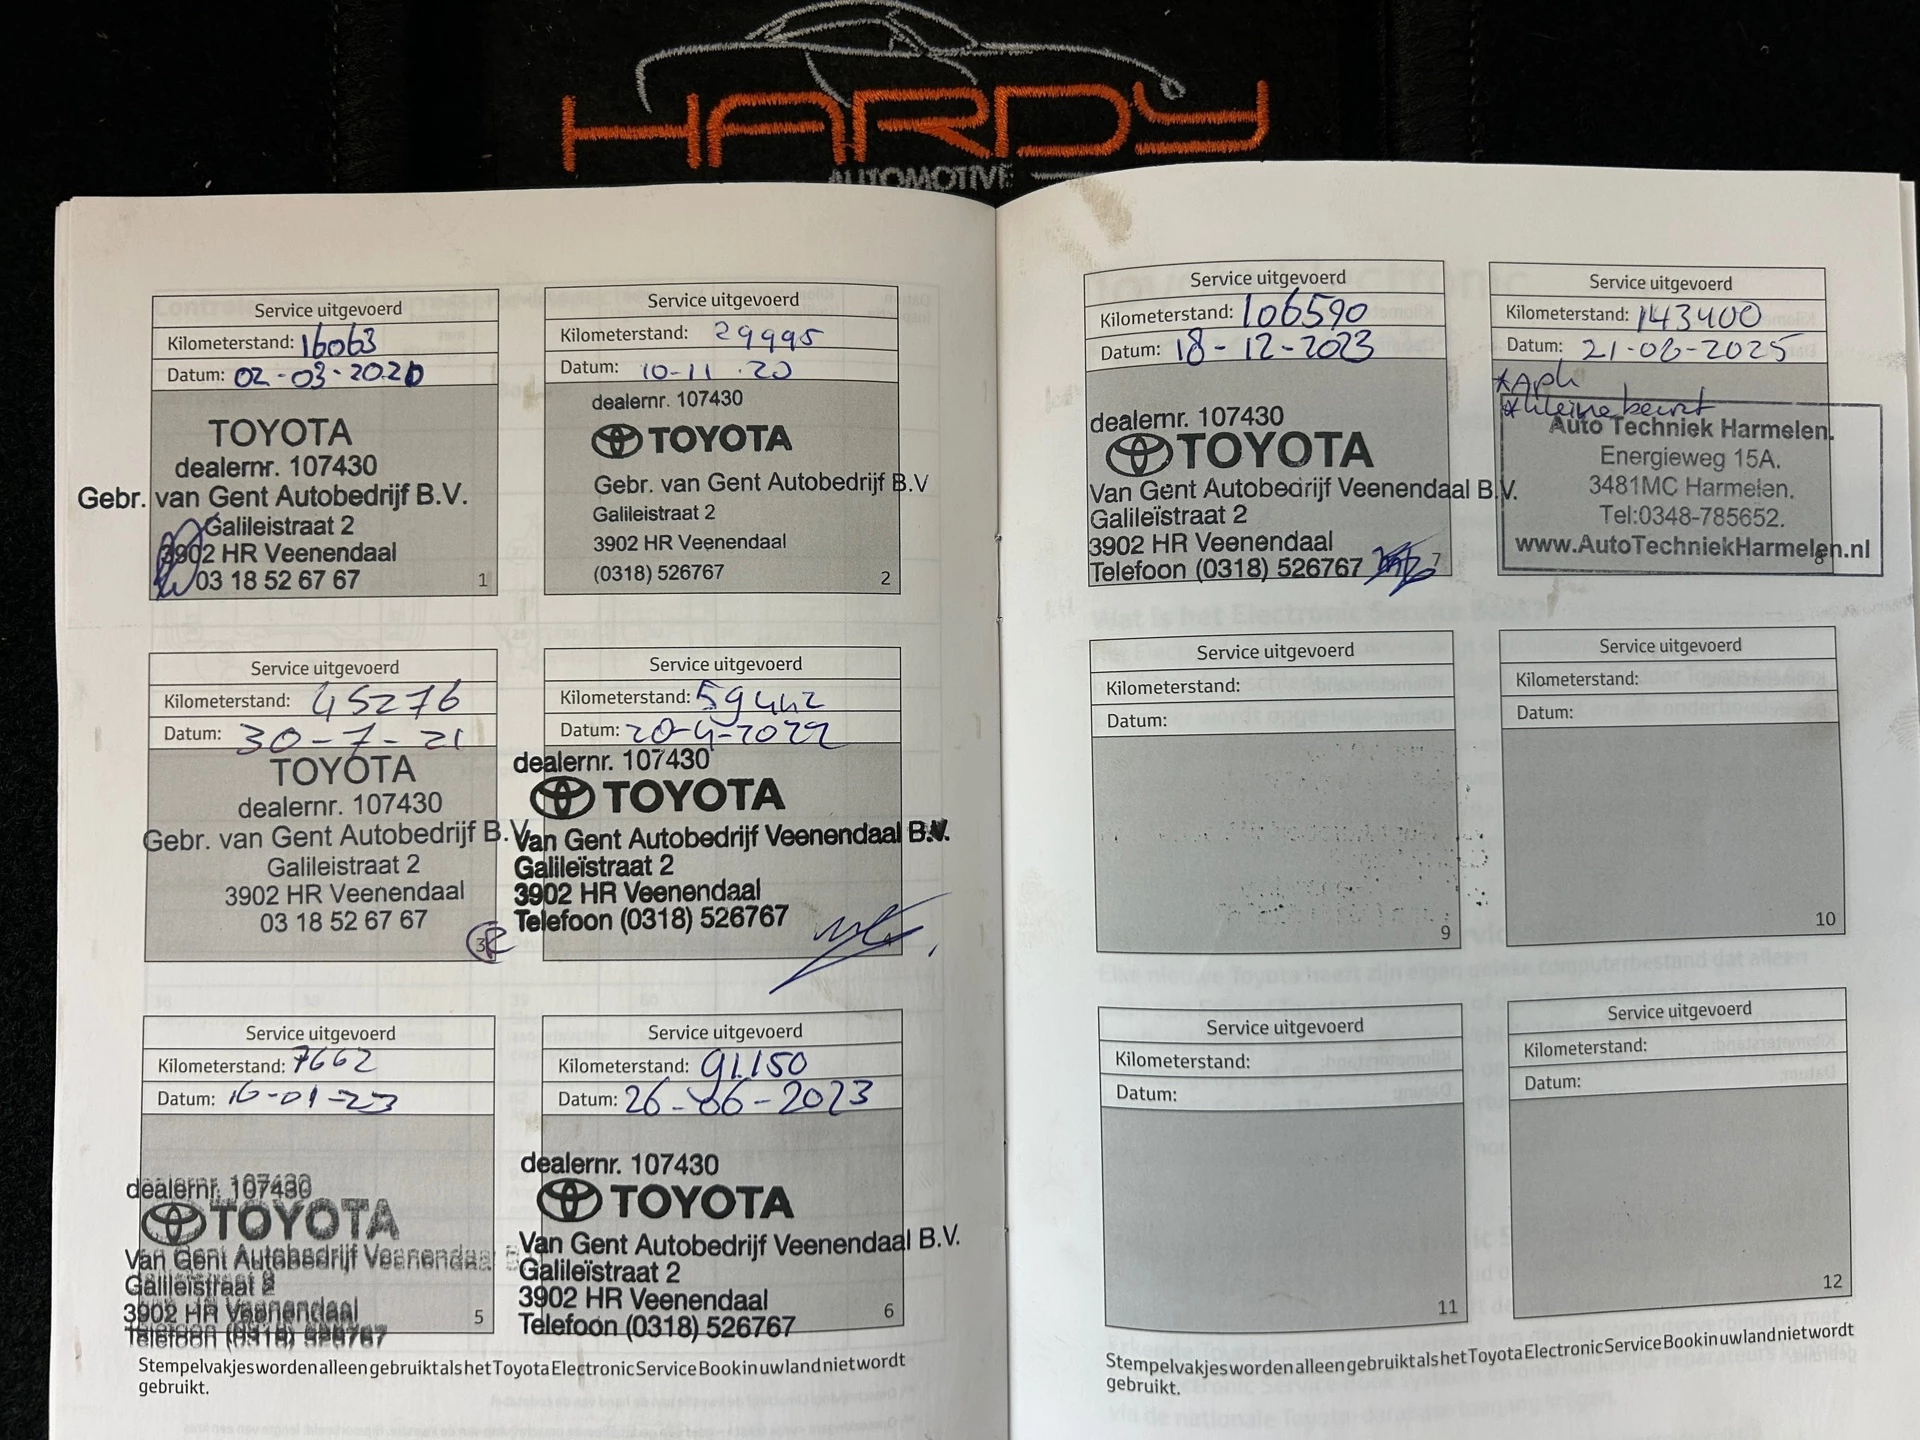 HARDY
AUTOMOTIVE
Service uitgevoerd
Kilometerstand: 16063
Datum: 02-03-2020
TOYOTA
dealernr. 107430
Gebr. van Gent Autobedrijf B.V.
Galileistraat 2
3902 HR Veenendaal
03 18 52 67 67
1
Service uitgevoerd
Kilometerstand: 29995
Datum: 10-11-20
dealernr. 107430
TOYOTA
Gebr. van Gent Autobedrijf B.V
Galileistraat 2
3902 HR Veenendaal
(0318) 526767
2
Service uitgevoerd
Kilometerstand: 45276
Datum: 30-7-21
TOYOTA
dealernr. 107430
Gebr. van Gent Autobedrijf B.V.
Galileistraat 2
3902 HR Veenendaal
03 18 52 67 67
3
Service uitgevoerd
Kilometerstand: 59442
Datum: 20-4-2022
dealernr. 107430
TOYOTA
Van Gent Autobedrijf Veenendaal B.V.
Galileïstraat 2
3902 HR Veenendaal
Telefoon (0318) 526767
Service uitgevoerd
Kilometerstand: 7662
Datum: 16-01-23
dealernr. 107430
TOYOTA
Van Gent Autobedrijf Veenendaal
Galileïstraat 2
3902 HR Veenendaal
Telefoon (0318) 526767
5
Service uitgevoerd
Kilometerstand: 91150
Datum: 26-06-2023
dealernr. 107430
TOYOTA
Van Gent Autobedrijf Veenendaal B.V.
Galileïstraat 2
3902 HR Veenendaal
Telefoon (0318) 526767
6
Stempelvakjes worden alleen gebruikt als het Toyota Electronic Service Book in uw land niet wordt
gebruikt.
Service uitgevoerd
Kilometerstand: 106590
Datum: 18-12-2023
dealernr. 107430
TOYOTA
Van Gent Autobedrijf Veenendaal B.V.
Galileïstraat 2
3902 HR Veenendaal
Telefoon (0318) 526767
7
Service uitgevoerd
Kilometerstand: 143400
Datum: 21-06-2025
*Apk
*kleine beurt
Auto Techniek Harmelen.
Energieweg 15A.
3481MC Harmelen.
Tel:0348-785652.
www.AutoTechniekHarmelen.nl
8
Service uitgevoerd
Kilometerstand:
Datum:
9
Service uitgevoerd
Kilometerstand:
Datum:
10
Service uitgevoerd
Kilometerstand:
Datum:
11
Service uitgevoerd
Kilometerstand:
Datum:
12
Stempelvakjes worden alleen gebruikt als het Toyota Electronic Service Book in uw land niet wordt
gebruikt.